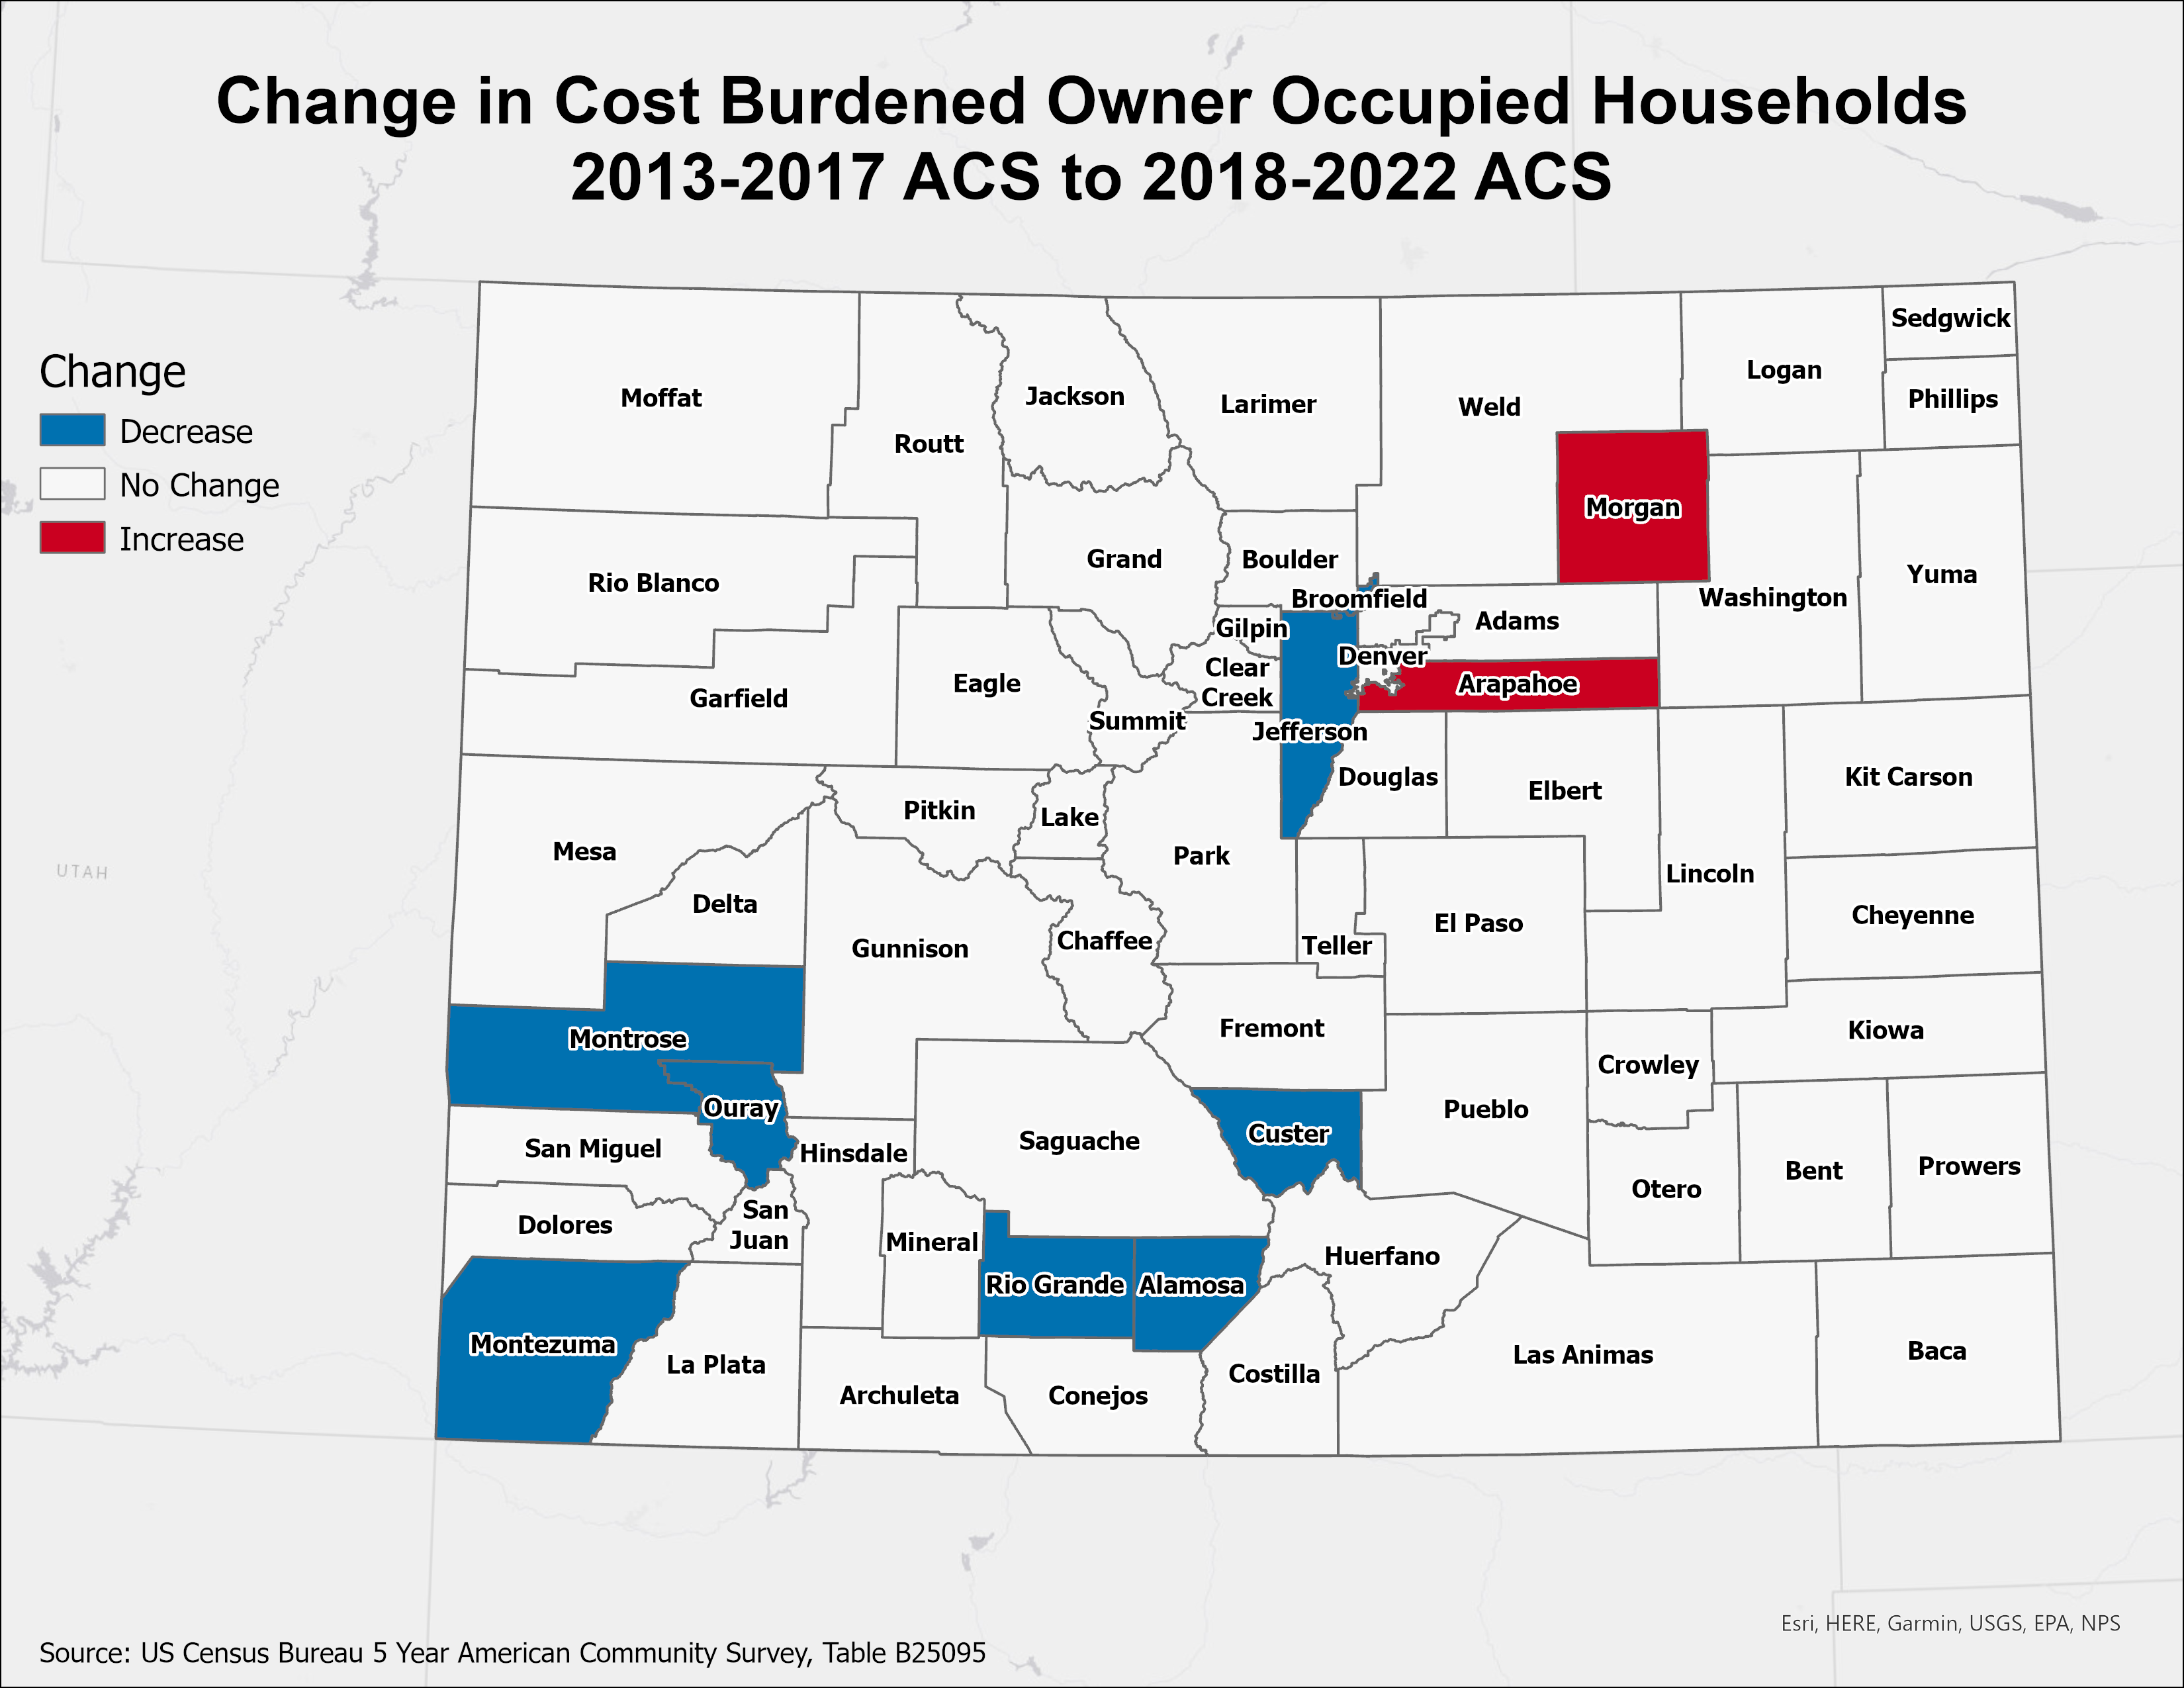 Change in Cost Burdened Owner Occupied Households
2013-2017 ACS to 2018-2022 ACS
Change
Decrease
No Change
Increase
Sedgwick
Logan
Phillips
Moffat
Jackson
Larimer
Weld
Routt
Morgan
Grand
Boulder
Yuma
Rio Blanco
Broomfield
Washington
Adams
Gilpin
Denver
Clear
Creek
Eagle
Arapahoe
Garfield
Summit
Jefferson
Douglas
Kit Carson
Elbert
Pitkin
Lake
Mesa
Park
UTAH
Lincoln
Delta
Cheyenne
El Paso
Chaffee
Teller
Gunnison
Fremont
Kiowa
Montrose
Crowley
Ouray
Pueblo
Custer
Saguache
San Miguel
Hinsdale
Prowers
Bent
Otero
San
Juan
Dolores
Mineral
Huerfano
Rio Grande
Alamosa
Montezuma
La Plata
Las Animas
Baca
Costilla
Archuleta
Conejos
Esri, HERE, Garmin, USGS, EPA, NPS
Source: US Census Bureau 5 Year American Community Survey, Table B25095